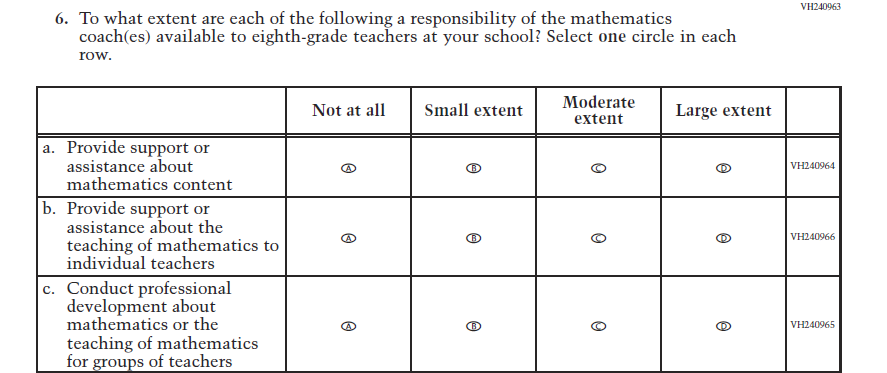 VH240963
6. To what extent are each of the following a responsibility of the mathematics
coach(es) available to eighth-grade teachers at your school? Select one circle in each
row.
Not at all Small extent Moderate extent Large extent
a. Provide support or
assistance about
mathematics content
A B C D VH240964
b. Provide support or
assistance about the
teaching of mathematics to
individual teachers
A B C D VH240966
c. Conduct professional
development about
mathematics or the
teaching of mathematics
for groups of teachers
A B C D VH240965